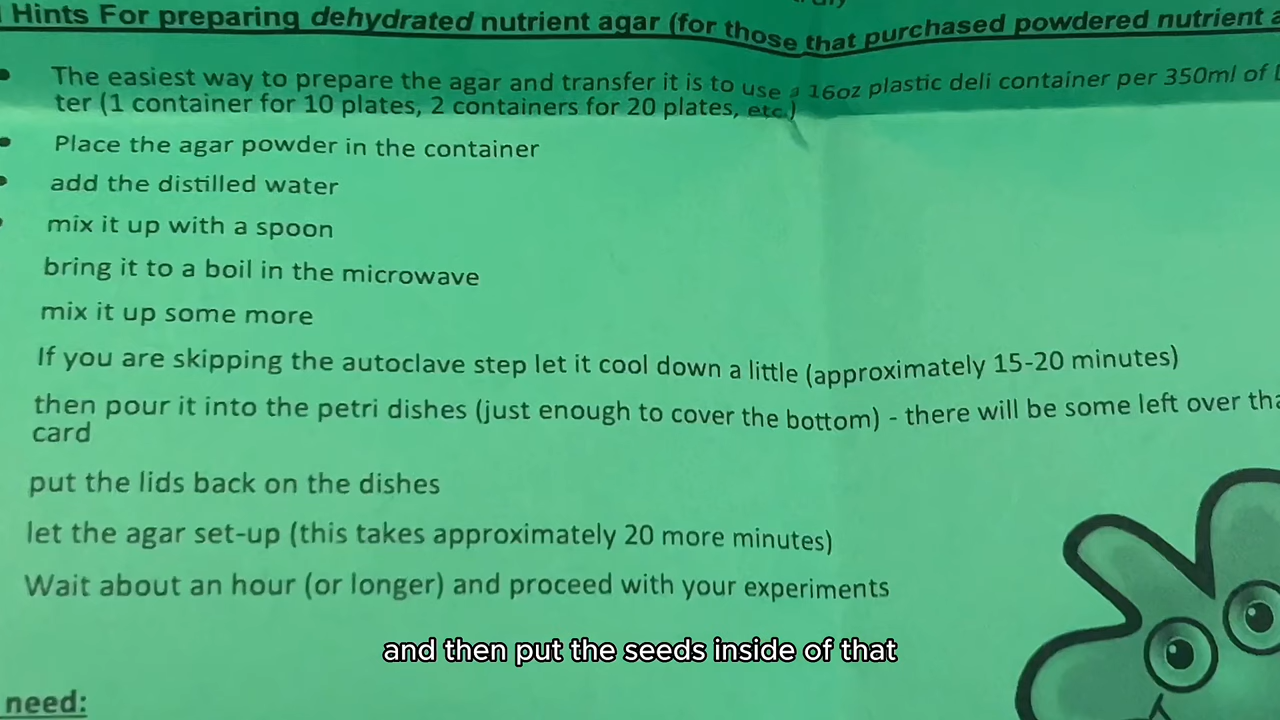 Hints For preparing dehydrated nutrient agar (for those that purchased powdered nutrient
• The easiest way to prepare the agar and transfer it is to use a 16oz plastic deli container per 350ml of
ter (1 container for 10 plates, 2 containers for 20 plates, etc.)
• Place the agar powder in the container
• add the distilled water
• mix it up with a spoon
bring it to a boil in the microwave
mix it up some more
If you are skipping the autoclave step let it cool down a little (approximately 15-20 minutes)
then pour it into the petri dishes (just enough to cover the bottom) - there will be some left over
card
put the lids back on the dishes
let the agar set-up (this takes approximately 20 more minutes)
Wait about an hour (or longer) and proceed with your experiments
and then put the seeds inside of that
need: